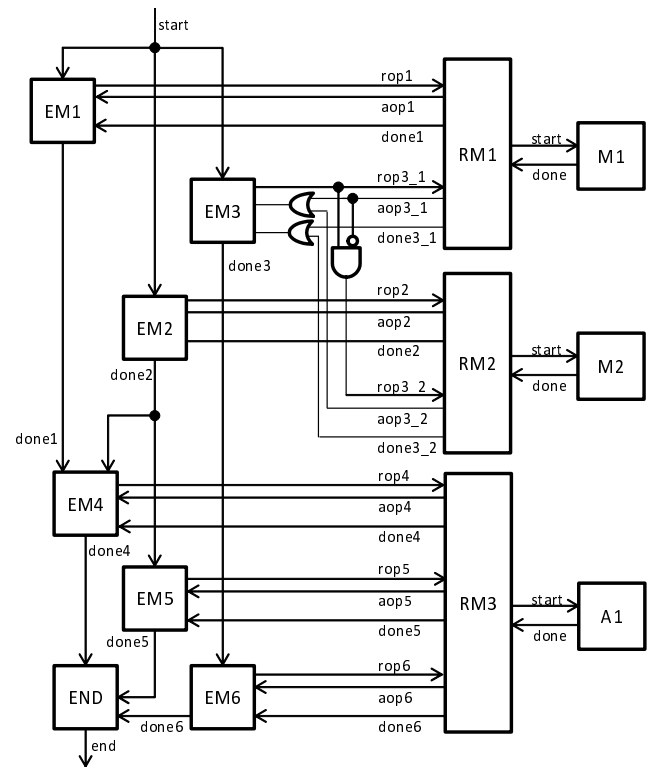 start
rop1
EM1
aop1
done1
RM1
start
M1
done
rop3_1
EM3
aop3_1
done3_1
done3
rop2
EM2
aop2
done2
RM2
start
M2
done
done2
rop3_2
aop3_2
done1
done3_2
rop4
EM4
aop4
done4
done4
rop5
EM5
aop5
RM3
start
A1
done
done5
done5
rop6
END
EM6
aop6
done6
done6
end